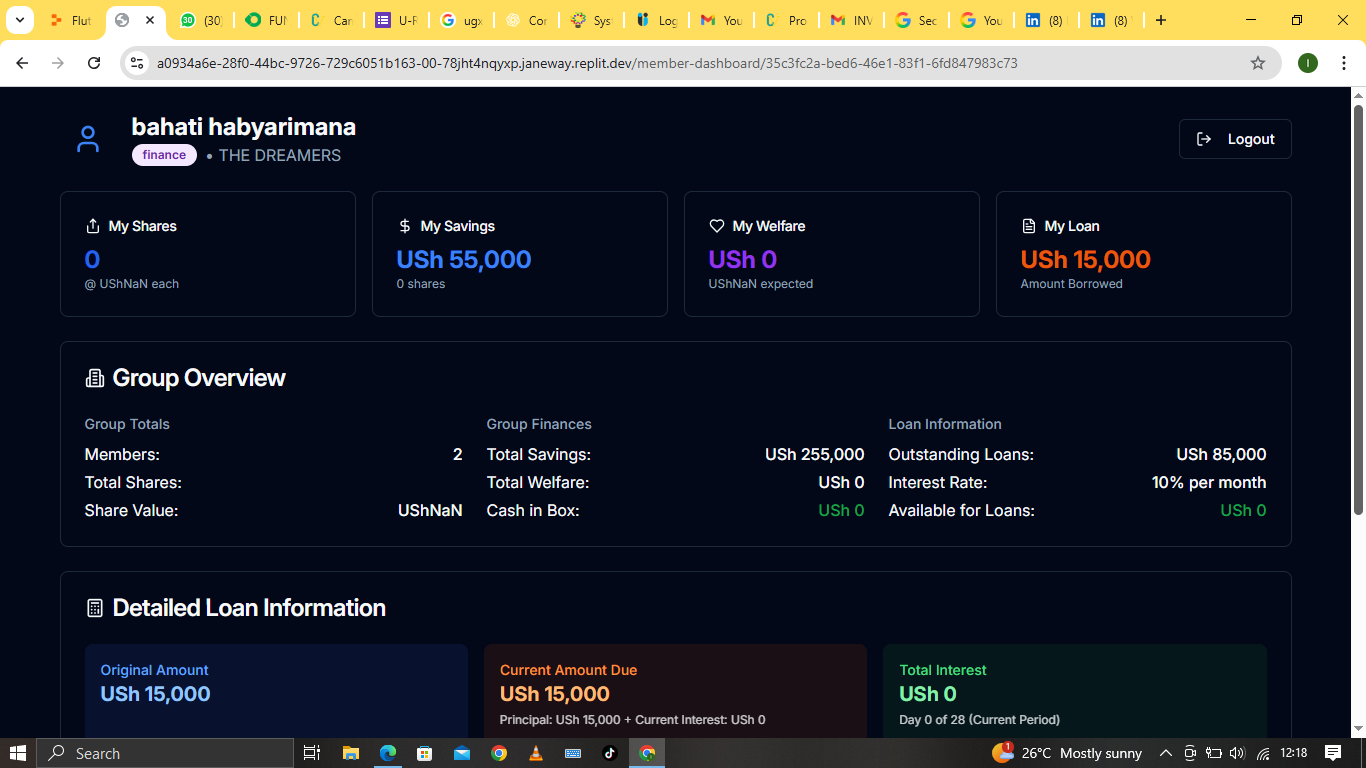 Flut
(30
FUN
Car
U-R
ugx
Cor
Sys
Log
You
Pro
INV
Sec
You
(8)
(8)
a0934a6e-28f0-44bc-9726-729c6051b163-00-78jht4nqyxp.janeway.replit.dev/member-dashboard/35c3fc2a-bed6-46e1-83f1-6fd847983c73
I
bahati habyarimana
finance • THE DREAMERS
Logout
My Shares
0
@ UShNaN each
My Savings
USh 55,000
0 shares
My Welfare
USh 0
UShNaN expected
My Loan
USh 15,000
Amount Borrowed
Group Overview
Group Totals
Members: 2
Total Shares:
Share Value: UShNaN
Group Finances
Total Savings: USh 255,000
Total Welfare: USh 0
Cash in Box: USh 0
Loan Information
Outstanding Loans: USh 85,000
Interest Rate: 10% per month
Available for Loans: USh 0
Detailed Loan Information
Original Amount
USh 15,000
Current Amount Due
USh 15,000
Principal: USh 15,000 + Current Interest: USh 0
Total Interest
USh 0
Day 0 of 28 (Current Period)
Search
1
26°C Mostly sunny
12:18